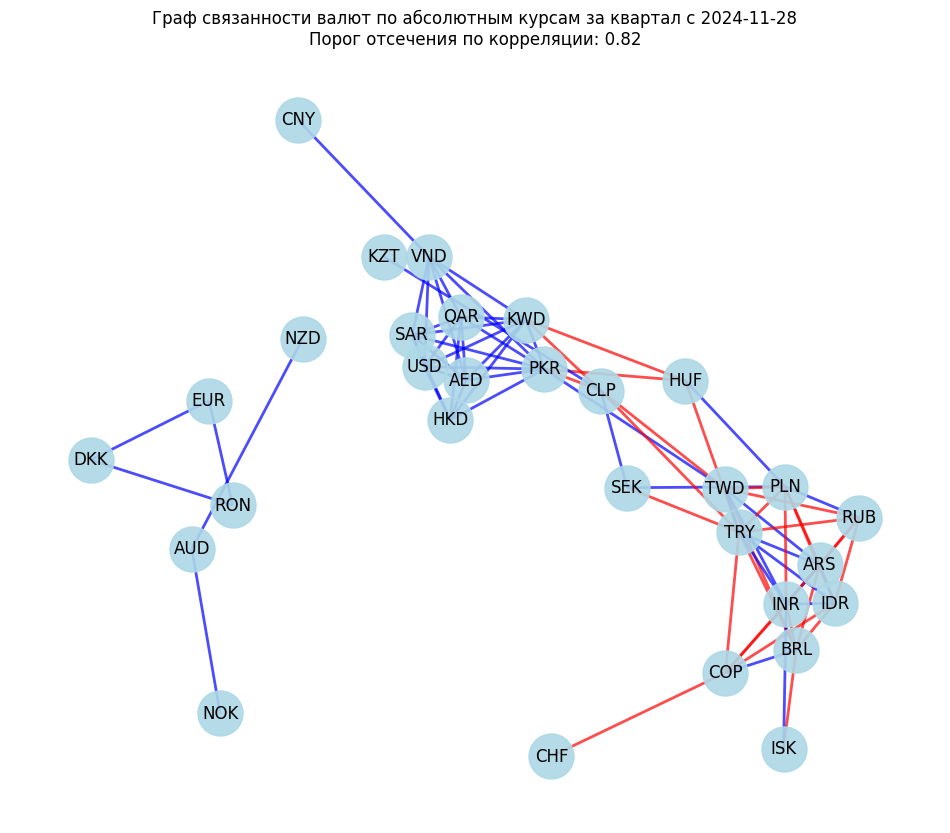 Граф связанности валют по абсолютным курсам за квартал с 2024-11-28
Порог отсечения по корреляции: 0.82
CNY
KZT
VND
QAR
KWD
SAR
NZD
USD
AED
PKR
CLP
HUF
EUR
HKD
DKK
SEK
TWD
PLN
RON
RUB
TRY
AUD
ARS
INR
IDR
BRL
COP
NOK
CHF
ISK